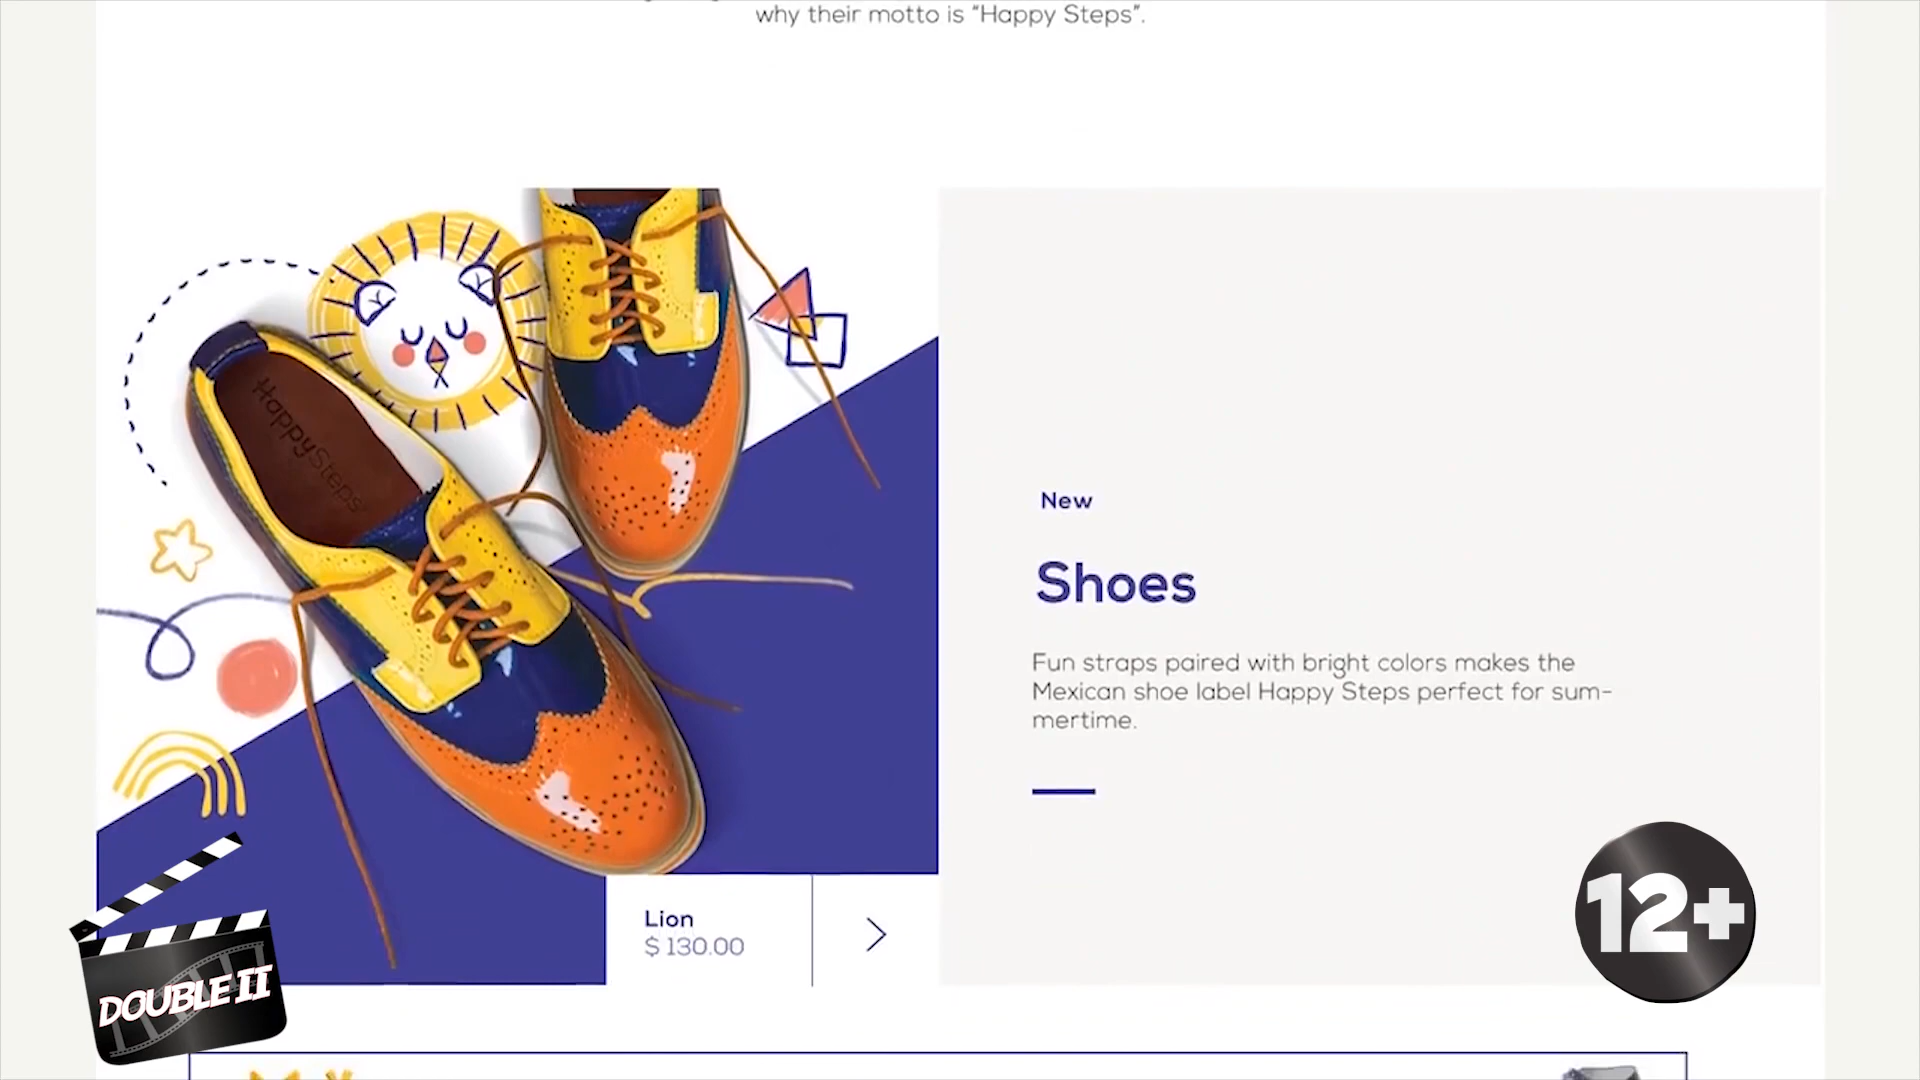 why their motto is “Happy Steps”.
HappySteps
New
Shoes
Fun straps paired with bright colors makes the
Mexican shoe label Happy Steps perfect for sum-
mertime.
Lion
$ 130.00
12+
DOUBLE II